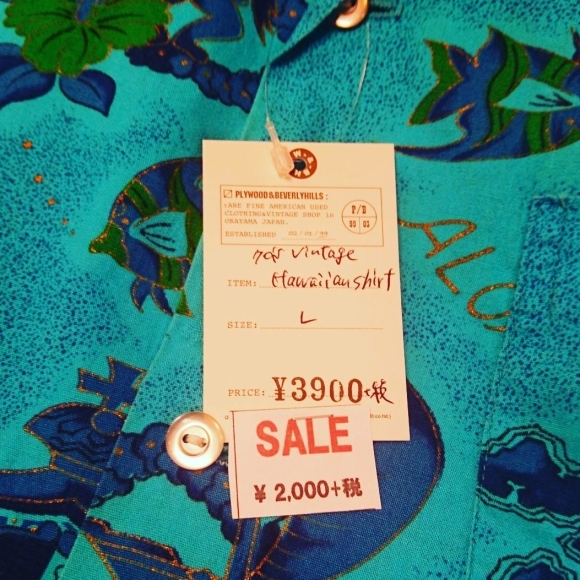 PLYWOOD&BEVERLYHILLS:
ARE FINE AMERICAN USED
CLOTHING&VINTAGE SHOP in
OKAYAMA JAPAN.
P/B
ESTABLISHED
70s Vintage
ITEM: Hawaiian shirt
SIZE: L
PRICE: ¥3900+税
SALE
¥ 2,000+税
ALO